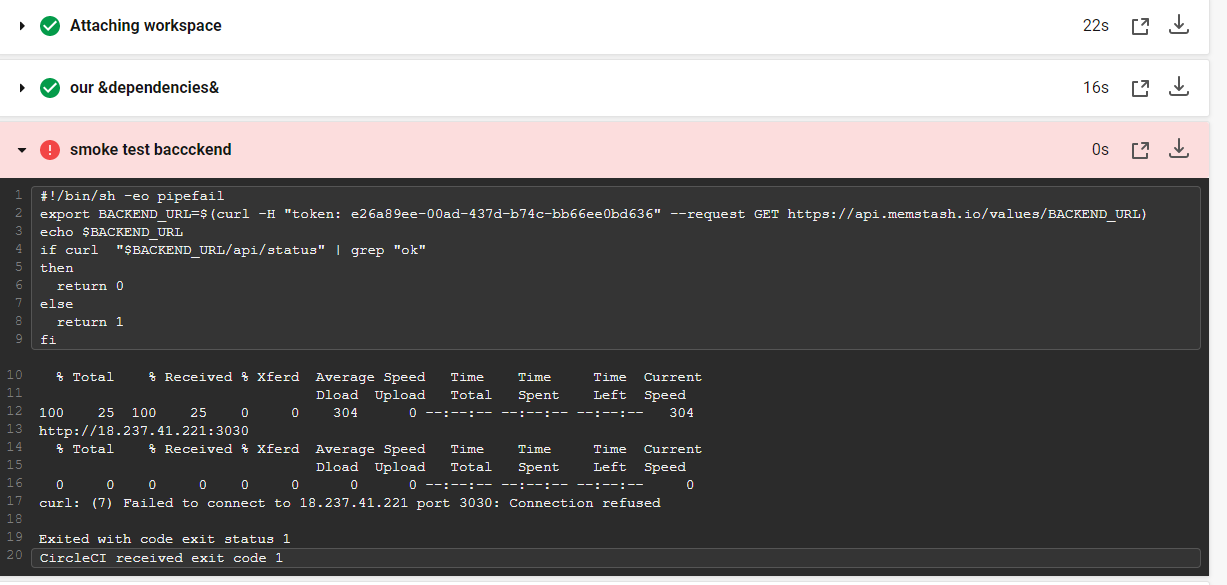 Attaching workspace 22s
our &dependencies& 16s
smoke test baccckend 0s
1 #!/bin/sh -eo pipefail
2 export BACKEND_URL=$(curl -H "token: e26a89ee-00ad-437d-b74c-bb66ee0bd636" --request GET https://api.memstash.io/values/BACKEND_URL)
3 echo $BACKEND_URL
4 if curl  "$BACKEND_URL/api/status" | grep "ok"
5 then
6   return 0
7 else
8   return 1
9 fi
10   % Total    % Received % Xferd  Average Speed   Time    Time     Time  Current
11                                  Dload  Upload   Total   Spent    Left  Speed
12 100    25  100    25    0     0    304      0 --:--:-- --:--:-- --:--:--   304
13 http://18.237.41.221:3030
14   % Total    % Received % Xferd  Average Speed   Time    Time     Time  Current
15                                  Dload  Upload   Total   Spent    Left  Speed
16   0     0    0     0    0     0      0      0 --:--:-- --:--:-- --:--:--     0
17 curl: (7) Failed to connect to 18.237.41.221 port 3030: Connection refused
18
19 Exited with code exit status 1
20 CircleCI received exit code 1